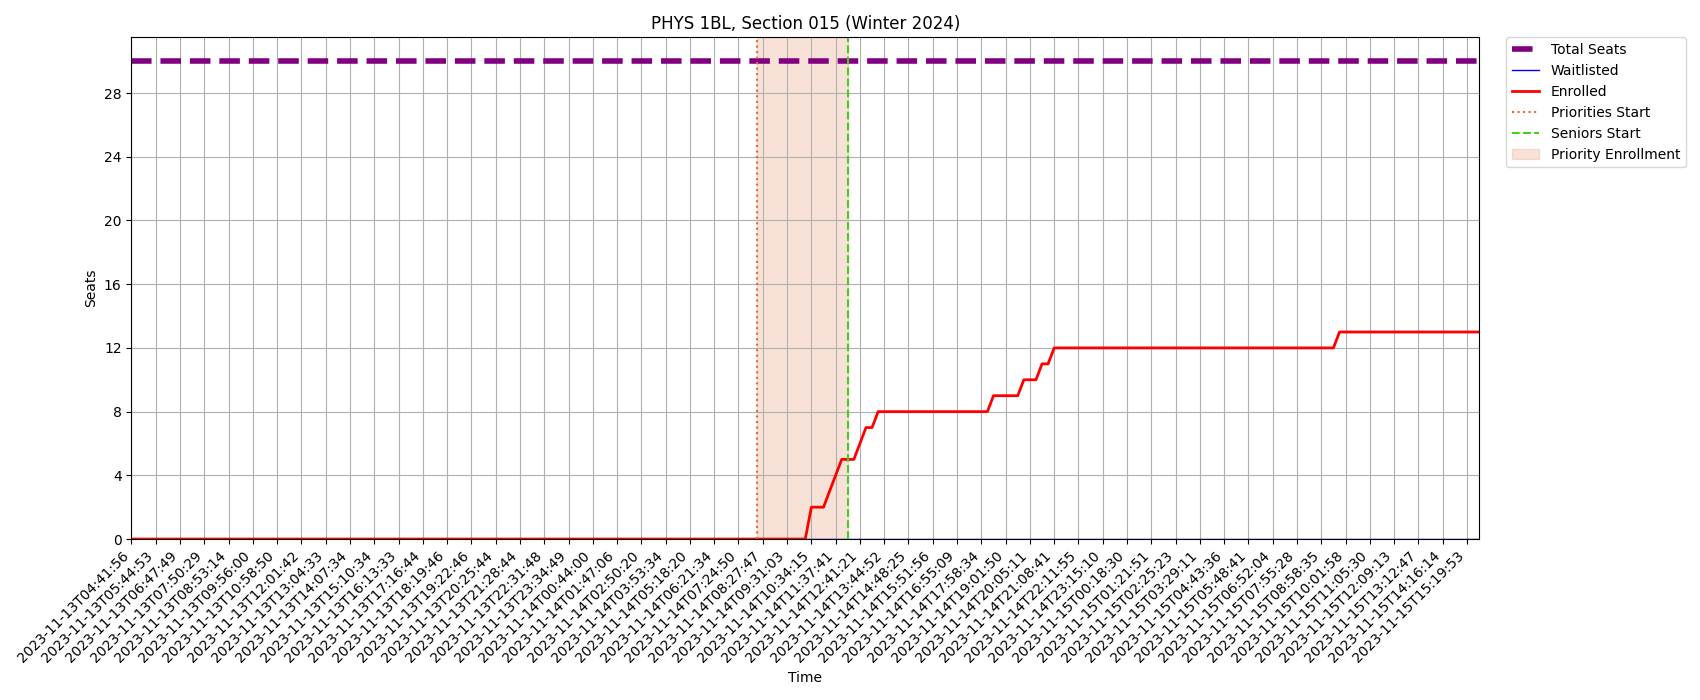 PHYS 1BL, Section 015 (Winter 2024)
Total Seats
Waitlisted
Enrolled
Priorities Start
Seniors Start
Priority Enrollment
Seats
28
24
20
16
12
8
4
0
2023-11-13T04:41:56
2023-11-13T05:44:53
2023-11-13T06:47:49
2023-11-13T07:50:29
2023-11-13T08:53:14
2023-11-13T09:56:00
2023-11-13T10:58:50
2023-11-13T12:01:42
2023-11-13T13:04:33
2023-11-13T14:07:34
2023-11-13T15:10:34
2023-11-13T16:13:33
2023-11-13T17:16:44
2023-11-13T18:19:46
2023-11-13T19:22:46
2023-11-13T20:25:44
2023-11-13T21:28:44
2023-11-13T22:31:48
2023-11-13T23:34:49
2023-11-14T00:44:00
2023-11-14T01:47:06
2023-11-14T02:50:20
2023-11-14T03:53:34
2023-11-14T05:18:20
2023-11-14T06:21:34
2023-11-14T07:24:50
2023-11-14T08:27:47
2023-11-14T09:31:03
2023-11-14T10:34:15
2023-11-14T11:37:41
2023-11-14T12:41:21
2023-11-14T13:44:52
2023-11-14T14:48:25
2023-11-14T15:51:56
2023-11-14T16:55:09
2023-11-14T17:58:34
2023-11-14T19:01:50
2023-11-14T20:05:11
2023-11-14T21:08:41
2023-11-14T22:11:55
2023-11-14T23:15:10
2023-11-15T00:18:30
2023-11-15T01:21:51
2023-11-15T02:25:23
2023-11-15T03:29:11
2023-11-15T04:43:36
2023-11-15T05:48:41
2023-11-15T06:52:04
2023-11-15T07:55:28
2023-11-15T08:58:35
2023-11-15T10:01:58
2023-11-15T11:05:30
2023-11-15T12:09:13
2023-11-15T13:12:47
2023-11-15T14:16:14
2023-11-15T15:19:53
Time